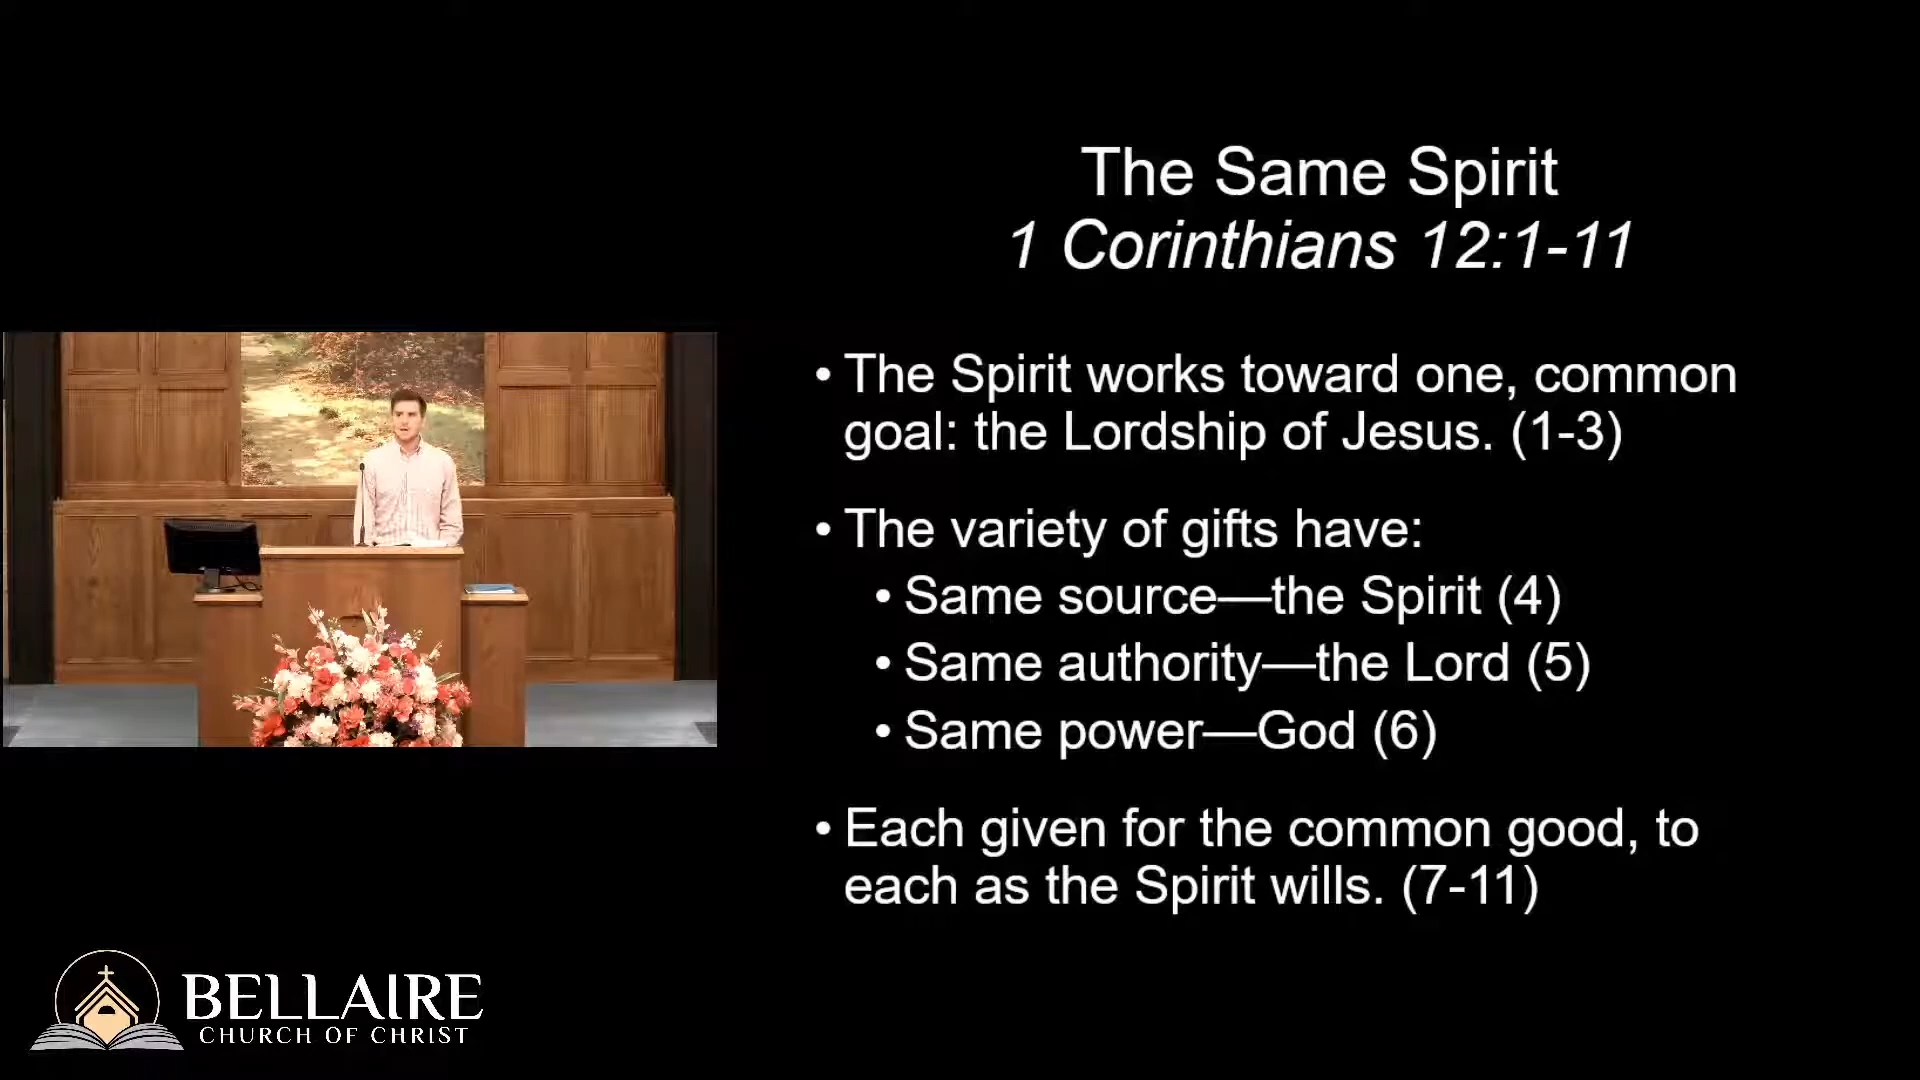 The Same Spirit
1 Corinthians 12:1-11
• The Spirit works toward one, common
goal: the Lordship of Jesus. (1-3)
• The variety of gifts have:
• Same source—the Spirit (4)
• Same authority—the Lord (5)
• Same power—God (6)
• Each given for the common good, to
each as the Spirit wills. (7-11)
BELLAIRE
CHURCH OF CHRIST